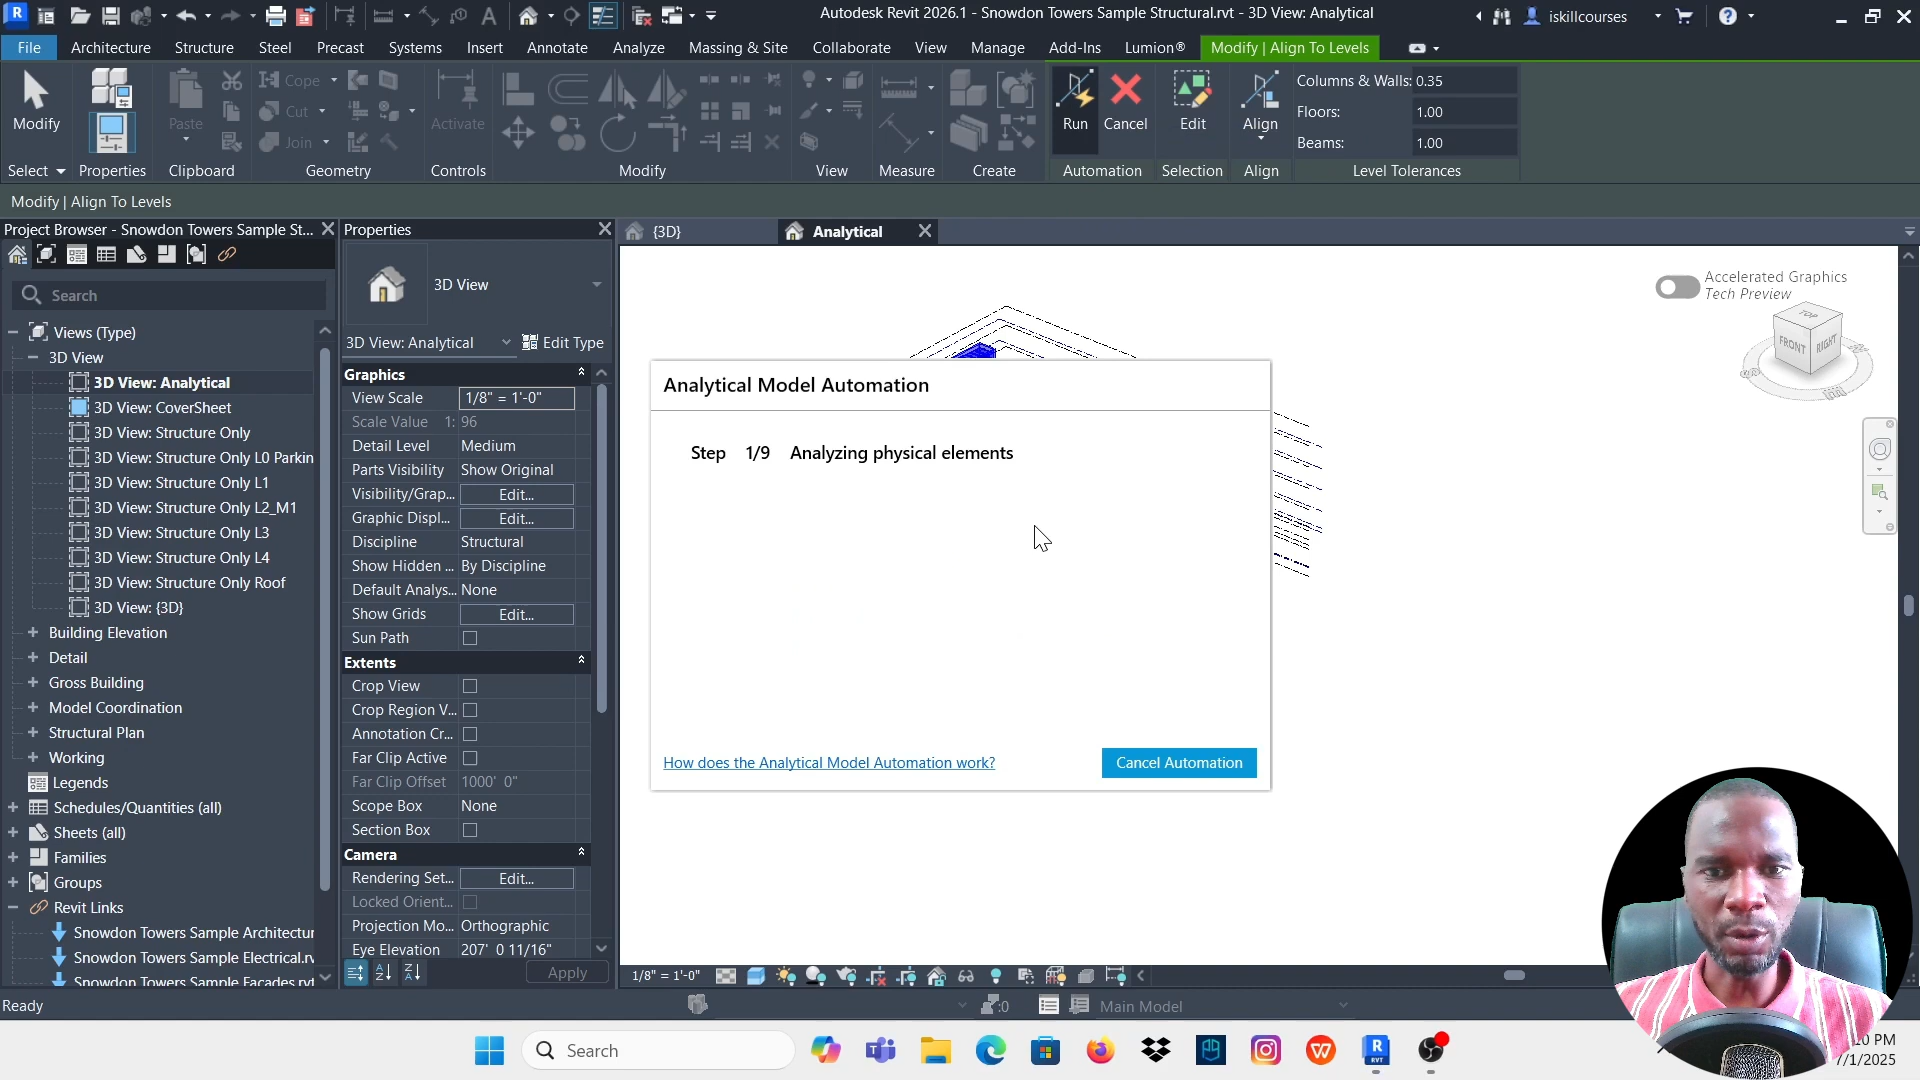 Autodesk Revit 2026.1 - Snowdon Towers Sample Structural.rvt - 3D View: Analytical
iskillcourses
File Architecture Structure Steel Precast Systems Insert Annotate Analyze Massing & Site Collaborate View Manage Add-Ins Lumion® Modify | Align To Levels
Modify
Paste
Cope
Cut
Join
Activate
Run
Cancel
Edit
Align
Columns & Walls: 0.35
Floors: 1.00
Beams: 1.00
Select Properties Clipboard Geometry Controls Modify View Measure Create Automation Selection Align Level Tolerances
Modify | Align To Levels
Project Browser - Snowdon Towers Sample St...
Search
Views (Type)
3D View
3D View: Analytical
3D View: CoverSheet
3D View: Structure Only
3D View: Structure Only L0 Parkin
3D View: Structure Only L1
3D View: Structure Only L2_M1
3D View: Structure Only L3
3D View: Structure Only L4
3D View: Structure Only Roof
3D View: {3D}
Building Elevation
Detail
Gross Building
Model Coordination
Structural Plan
Working
Legends
Schedules/Quantities (all)
Sheets (all)
Families
Groups
Revit Links
Snowdon Towers Sample Architectur
Snowdon Towers Sample Electrical.rv
Snowdon Towers Sample Facades.rvt
Properties
3D View
3D View: Analytical Edit Type
Graphics
View Scale 1/8" = 1'-0"
Scale Value 1: 96
Detail Level Medium
Parts Visibility Show Original
Visibility/Grap... Edit...
Graphic Displ... Edit...
Discipline Structural
Show Hidden ... By Discipline
Default Analys... None
Show Grids Edit...
Sun Path
Extents
Crop View
Crop Region V...
Annotation Cr...
Far Clip Active
Far Clip Offset 1000' 0"
Scope Box None
Section Box
Camera
Rendering Set... Edit...
Locked Orient...
Projection Mo... Orthographic
Eye Elevation 207' 0 11/16"
Apply
{3D}
Analytical
Accelerated Graphics
Tech Preview
TOP
FRONT
RIGHT
Analytical Model Automation
Step 1/9 Analyzing physical elements
How does the Analytical Model Automation work?
Cancel Automation
1/8" = 1'-0"
Ready
:0
Main Model
Search
7/1/2025